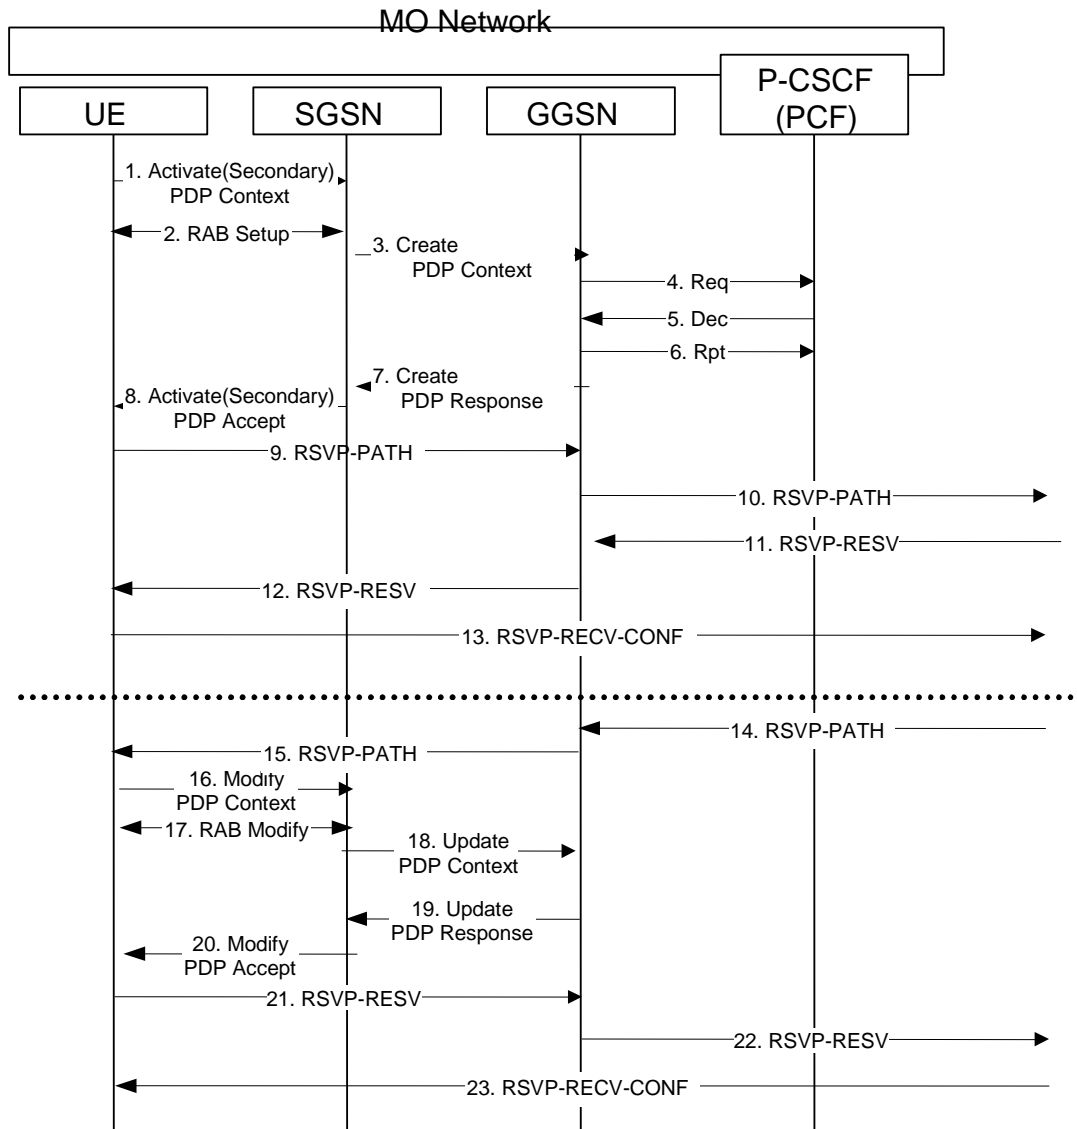 MO Network
P-CSCF
(PCF)
UE
SGSN
GGSN
1. Activate(Secondary)
PDP Context
2. RAB Setup
3. Create
PDP Context
4. Req
5. Dec
6. Rpt
7. Create
PDP Response
8. Activate(Secondary)
PDP Accept
9. RSVP-PATH
10. RSVP-PATH
11. RSVP-RESV
12. RSVP-RESV
13. RSVP-RECV-CONF
14. RSVP-PATH
15. RSVP-PATH
16. Modify
PDP Context
17. RAB Modify
18. Update
PDP Context
19. Update
PDP Response
20. Modify
PDP Accept
21. RSVP-RESV
22. RSVP-RESV
23. RSVP-RECV-CONF